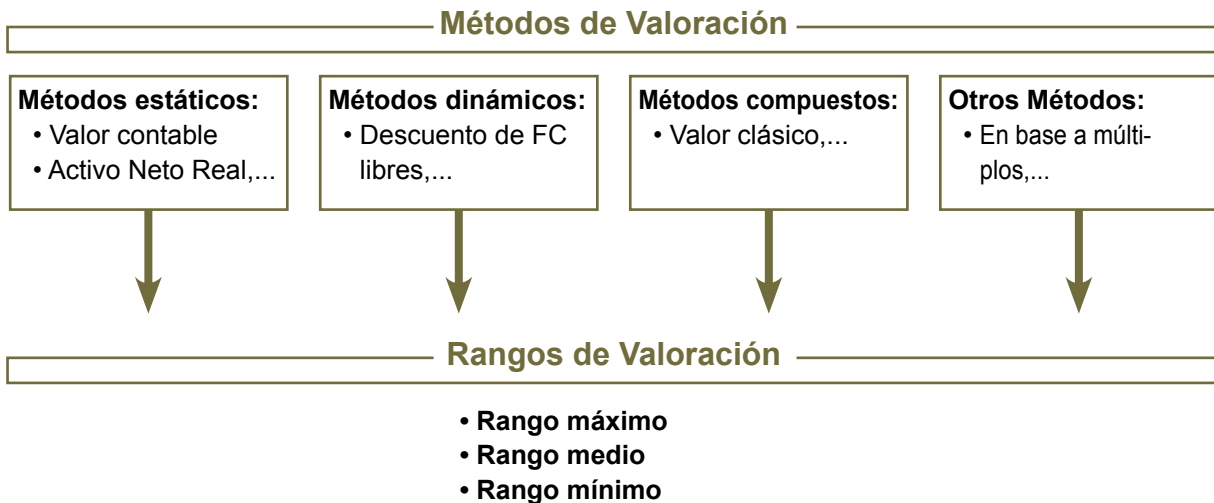 Métodos de Valoración
Métodos estáticos:
• Valor contable
• Activo Neto Real,...
Métodos dinámicos:
• Descuento de FC
libres,...
Métodos compuestos:
• Valor clásico,...
Otros Métodos:
• En base a múlti-
plos,...
Rangos de Valoración
• Rango máximo
• Rango medio
• Rango mínimo